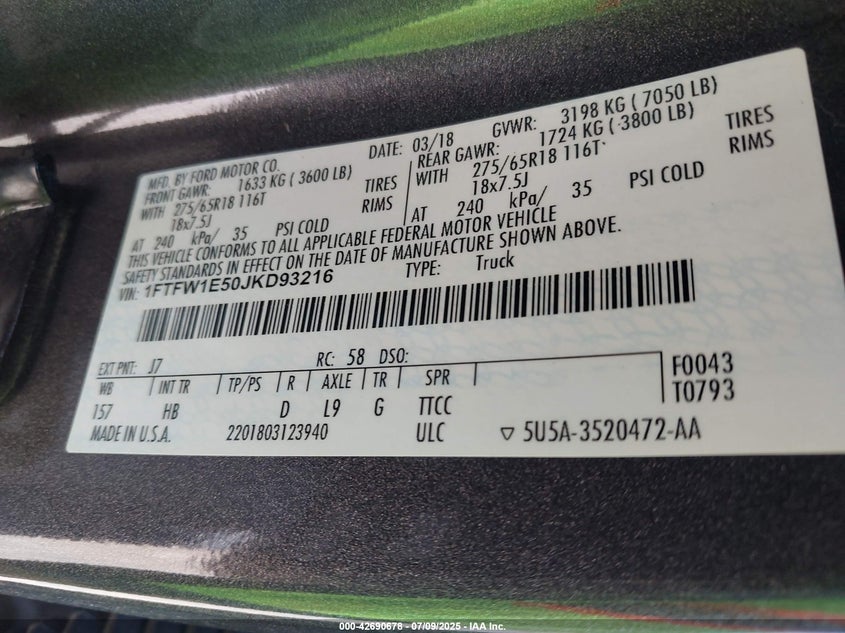 MFD. BY FORD MOTOR CO.
DATE: 03/18 GVWR: 3198 KG ( 7050 LB)
FRONT GAWR: 1633 KG ( 3600 LB)
REAR GAWR: 1724 KG ( 3800 LB)
WITH 275/65R18 116T TIRES
WITH 275/65R18 116T TIRES
18x7.5J RIMS
18x7.5J RIMS
AT 240 kPa/ 35 PSI COLD
AT 240 kPa/ 35 PSI COLD
THIS VEHICLE CONFORMS TO ALL APPLICABLE FEDERAL MOTOR VEHICLE
SAFETY STANDARDS IN EFFECT ON THE DATE OF MANUFACTURE SHOWN ABOVE.
VIN: 1FTFW1E50JKD93216 TYPE: Truck
EXT PNT: J7 RC: 58 DSO: F0043
WB INT TR TP/PS R AXLE TR SPR T0793
157 HB D L9 G TTCC
MADE IN U.S.A. 2201803123940 ULC ▽ 5U5A-3520472-AA
000-42690678 - 07/09/2025 - IAA Inc.